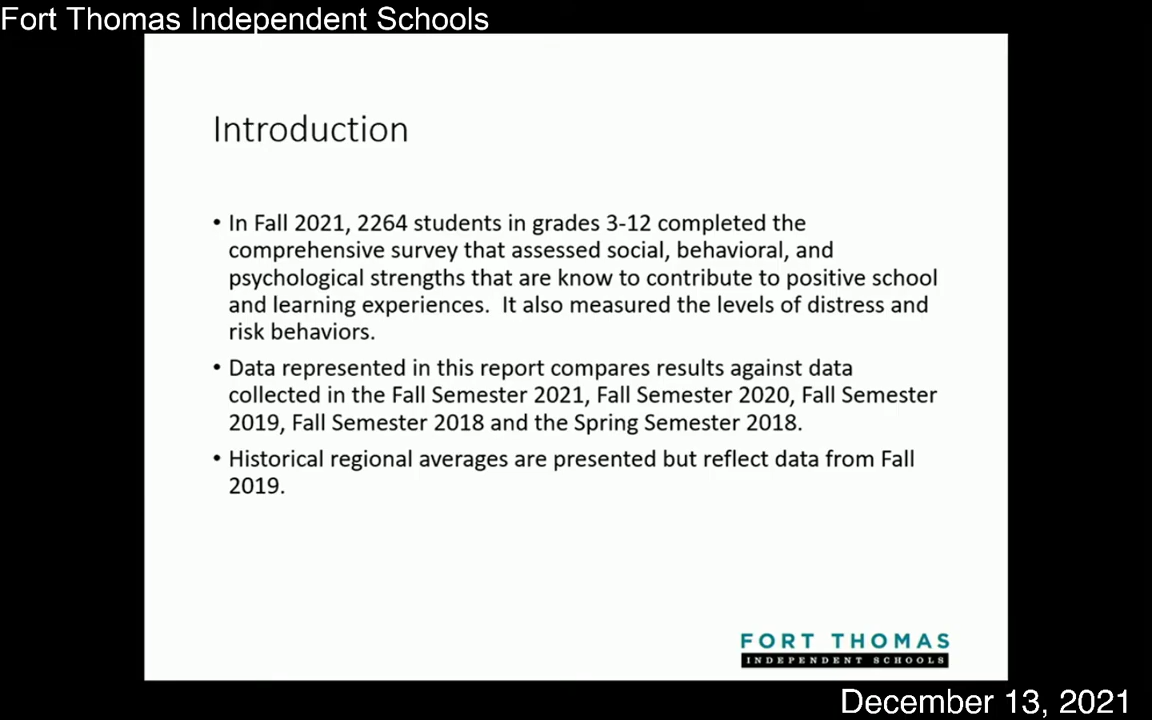 Fort Thomas Independent Schools
Introduction
• In Fall 2021, 2264 students in grades 3-12 completed the
comprehensive survey that assessed social, behavioral, and
psychological strengths that are know to contribute to positive school
and learning experiences.  It also measured the levels of distress and
risk behaviors.
• Data represented in this report compares results against data
collected in the Fall Semester 2021, Fall Semester 2020, Fall Semester
2019, Fall Semester 2018 and the Spring Semester 2018.
• Historical regional averages are presented but reflect data from Fall
2019.
FORT THOMAS
INDEPENDENT SCHOOLS
December 13, 2021